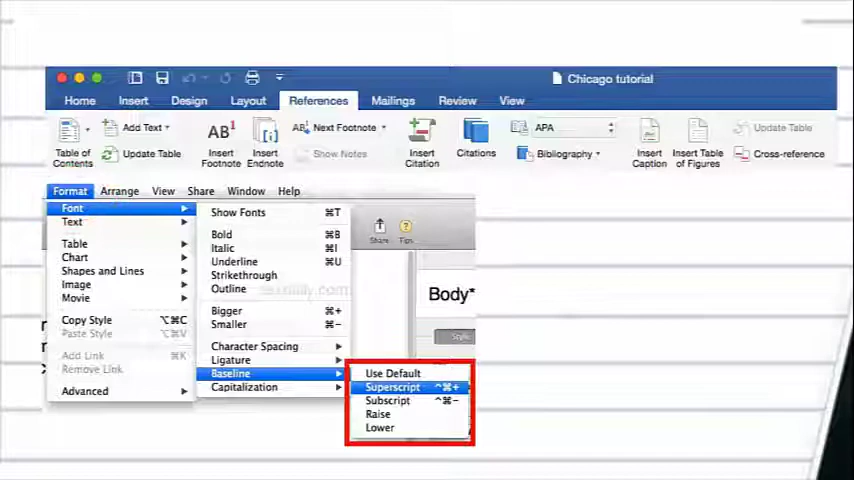 Chicago tutorial
Home Insert Design Layout References Mailings Review View
Table of Contents
Add Text
Update Table
AB1
Insert Footnote
Insert Endnote
AB1 Next Footnote
Show Notes
Insert Citation
Citations
APA
Bibliography
Insert Caption
Insert Table of Figures
Update Table
Cross-reference
Format Arrange View Share Window Help
Font
Text
Table
Chart
Shapes and Lines
Image
Movie
Copy Style ⌥⌘C
Paste Style ⌥⌘V
Add Link ⌘K
Remove Link
Advanced
Show Fonts ⌘T
Bold ⌘B
Italic ⌘I
Underline ⌘U
Strikethrough
Outline
Bigger ⌘+
Smaller ⌘-
Character Spacing
Ligature
Baseline
Capitalization
Use Default
Superscript ^⌘+
Subscript ^⌘-
Raise
Lower
Share Tips
Body*
Style